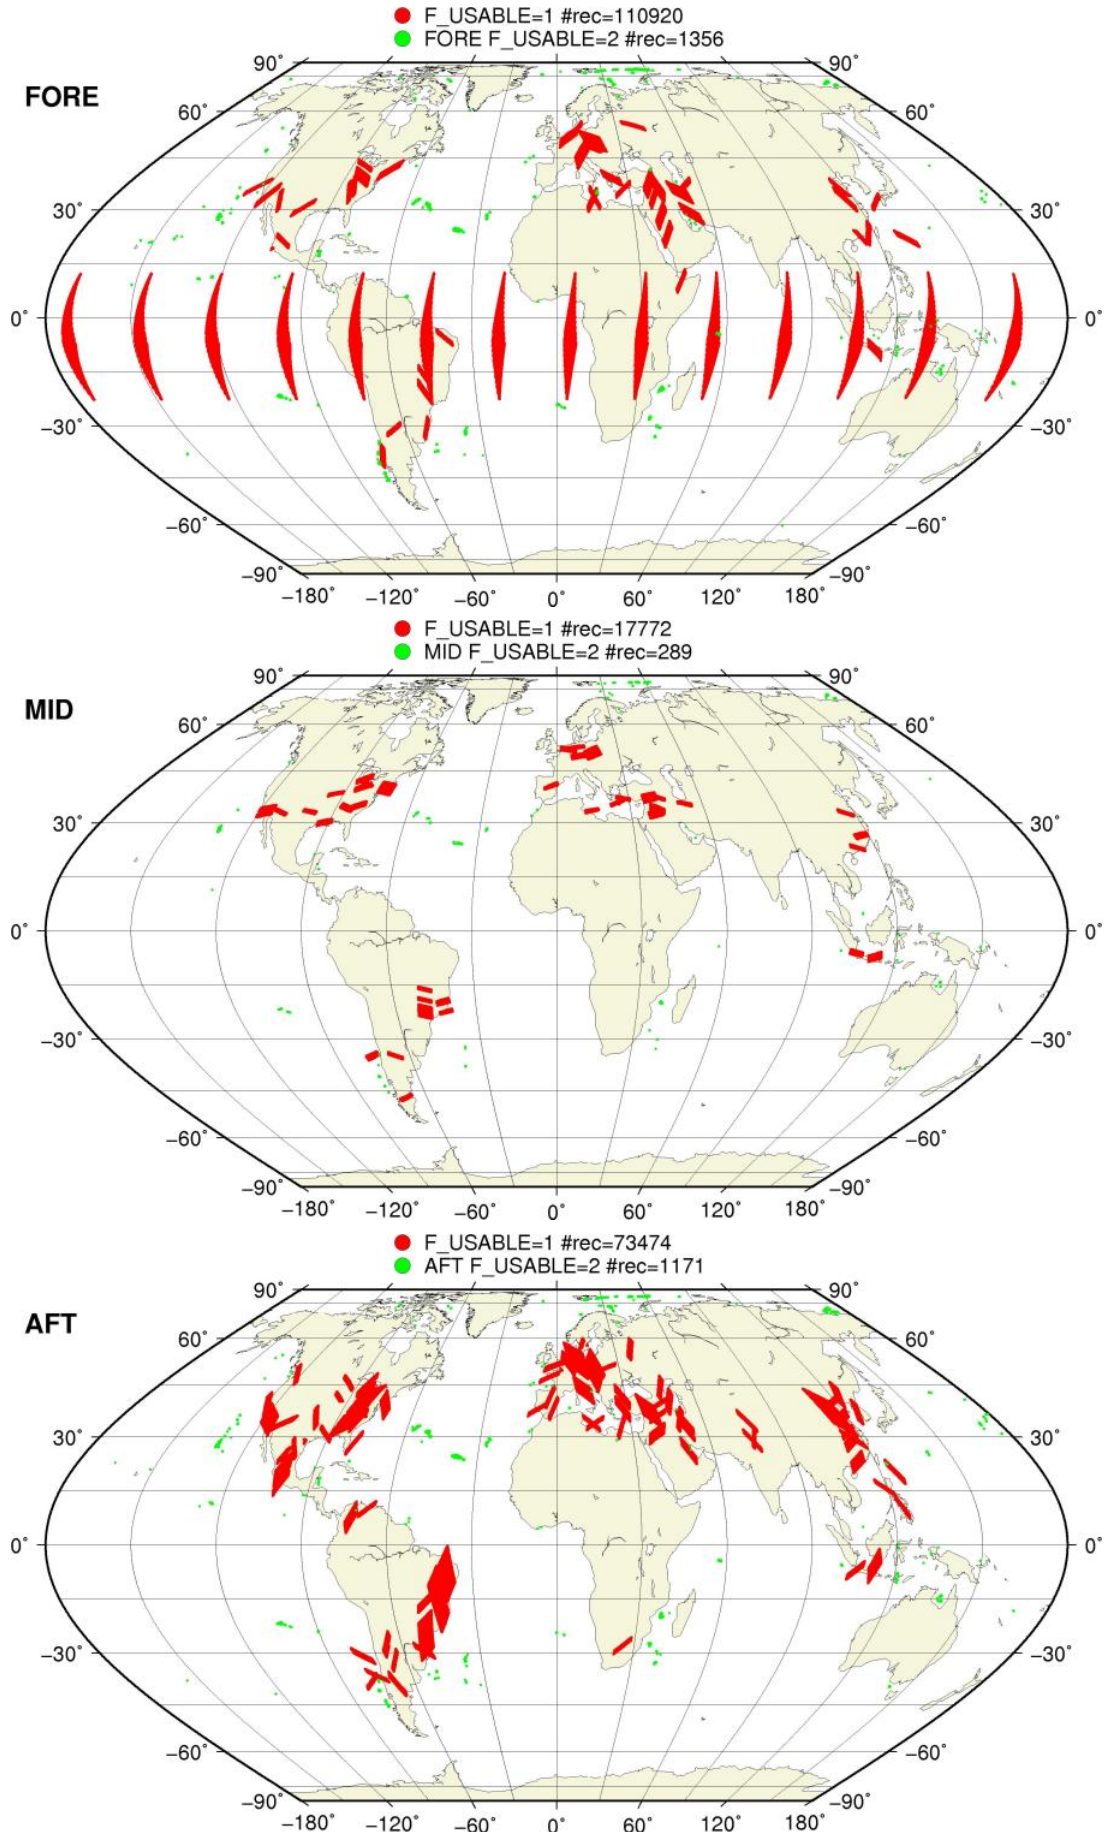 F_USABLE=1 #rec=110920
FORE F_USABLE=2 #rec=1356
90° 90°
FORE
60° 60°
30° 30°
0° 0°
−30° −30°
−60° −60°
−90° −90°
−180° −120° −60° 0° 60° 120° 180°
F_USABLE=1 #rec=17772
MID F_USABLE=2 #rec=289
90° 90°
MID
60° 60°
30° 30°
0° 0°
−30° −30°
−60° −60°
−90° −90°
−180° −120° −60° 0° 60° 120° 180°
F_USABLE=1 #rec=73474
AFT F_USABLE=2 #rec=1171
90° 90°
AFT
60° 60°
30° 30°
0° 0°
−30° −30°
−60° −60°
−90° −90°
−180° −120° −60° 0° 60° 120° 180°